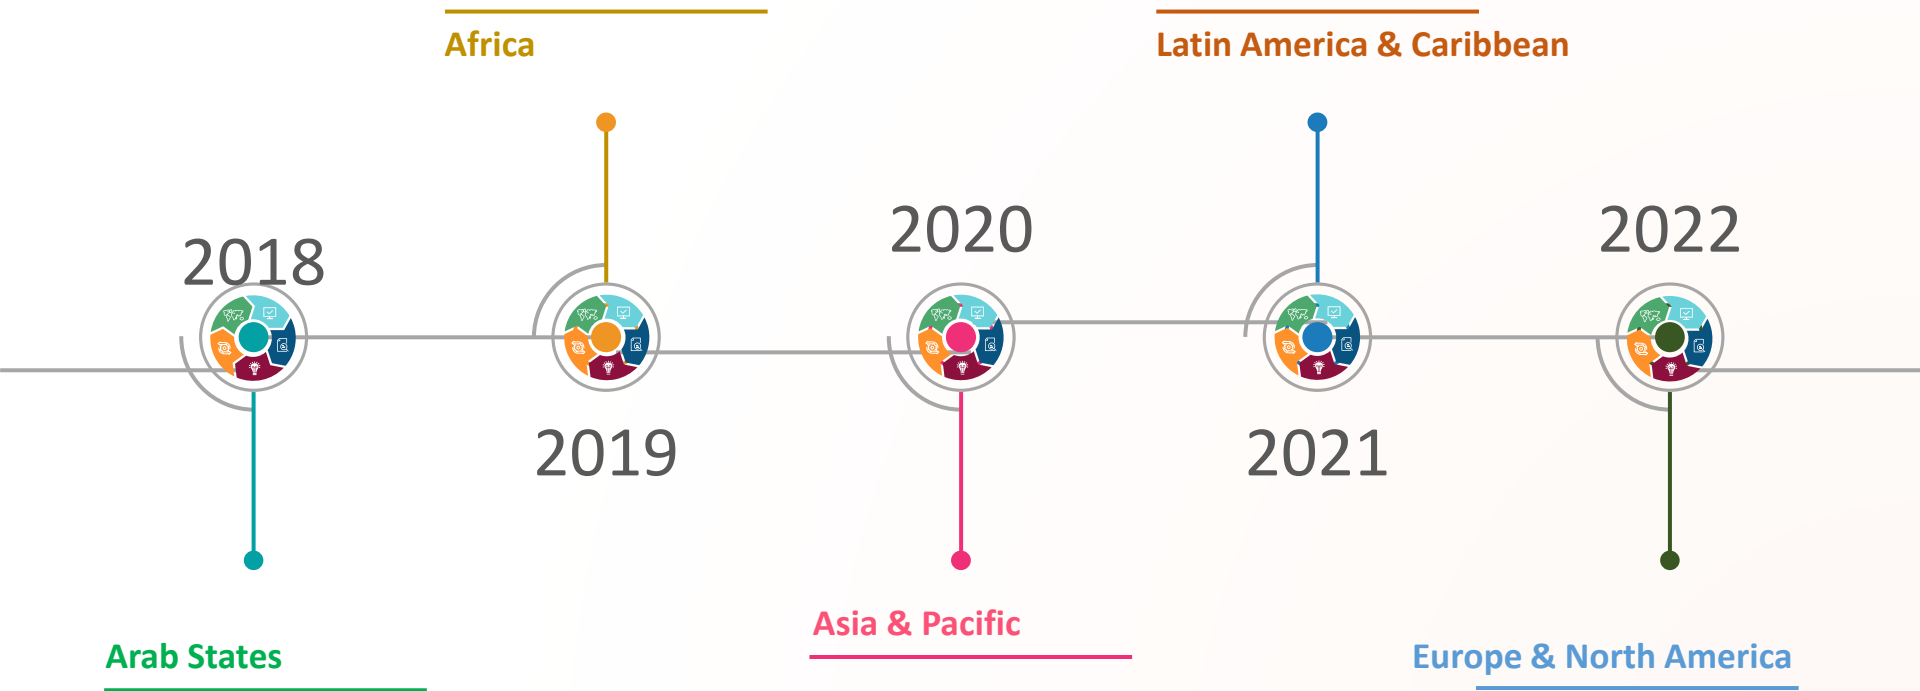 Africa
Latin America & Caribbean
2018
2020
2022
2019
2021
Asia & Pacific
Arab States
Europe & North America